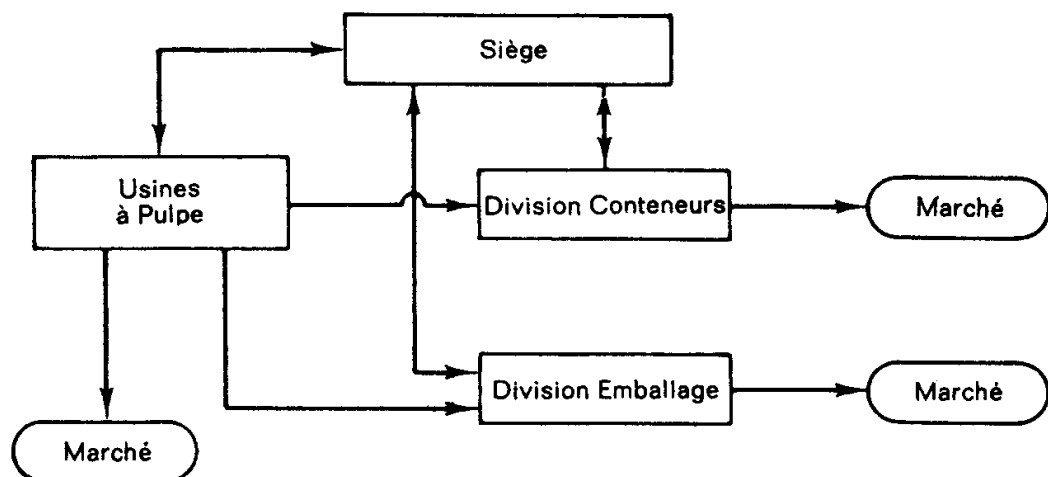 Siège
Usines
à Pulpe
Division Conteneurs
Marché
Division Emballage
Marché
Marché